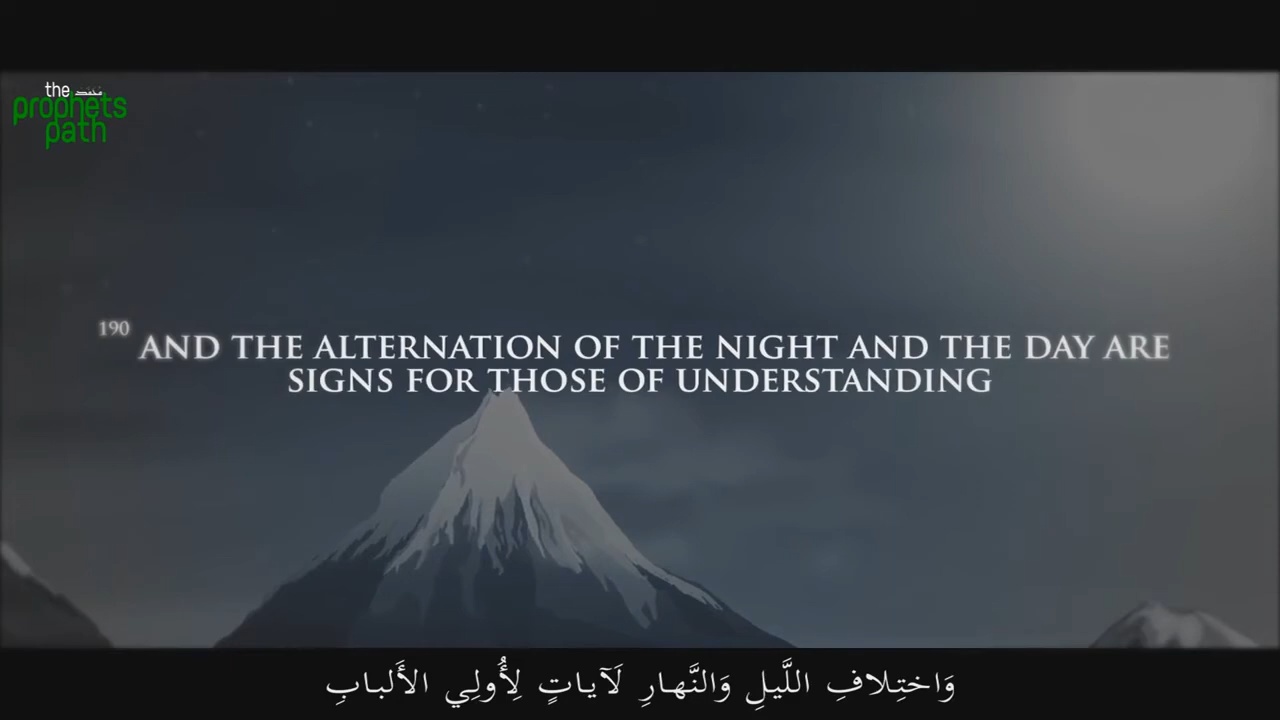 the محمد
prophets
path
190 AND THE ALTERNATION OF THE NIGHT AND THE DAY ARE
SIGNS FOR THOSE OF UNDERSTANDING
وَاختِلافِ اللَّيلِ وَالنَّهارِ لَآياتٍ لِأُولِي الأَلبابِ